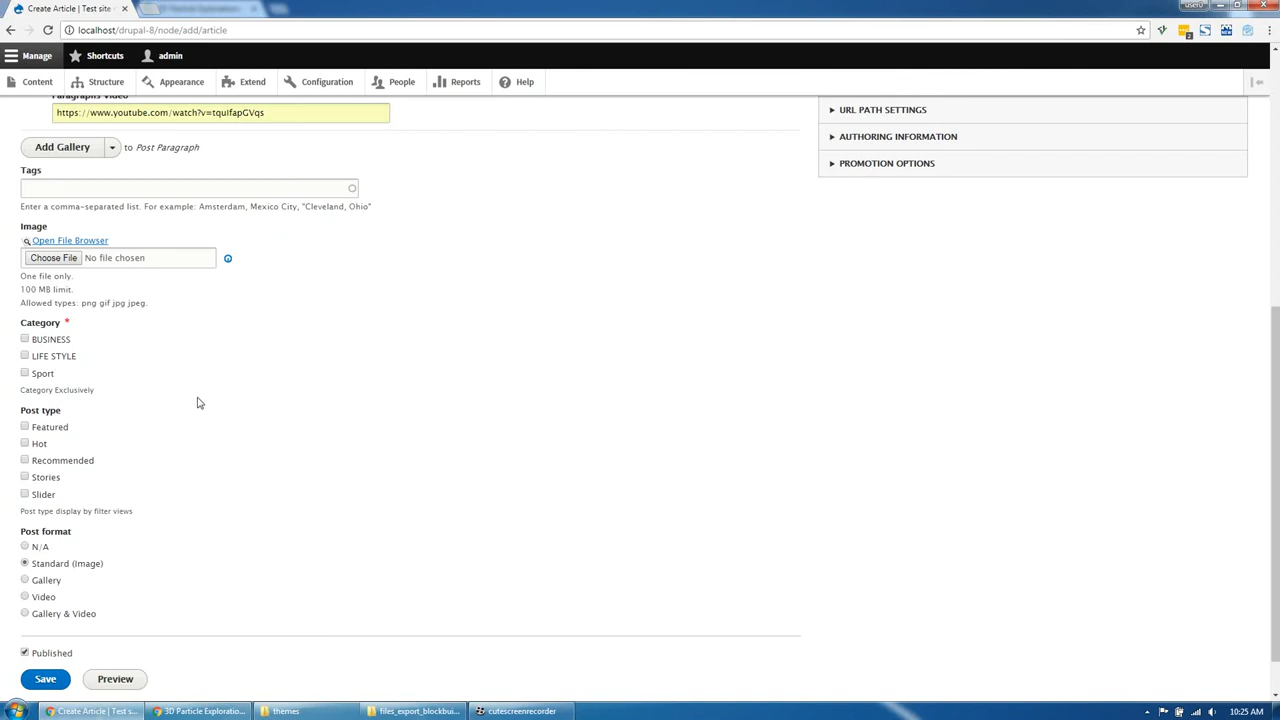 Create Article | Test site
user0
localhost/drupal-8/node/add/article
Manage Shortcuts admin
Content Structure Appearance Extend Configuration People Reports Help
Paragraphs Video
https://www.youtube.com/watch?v=tquIfapGVqs
URL PATH SETTINGS
AUTHORING INFORMATION
PROMOTION OPTIONS
Add Gallery to Post Paragraph
Tags
Enter a comma-separated list. For example: Amsterdam, Mexico City, "Cleveland, Ohio"
Image
Open File Browser
Choose File No file chosen
One file only.
100 MB limit.
Allowed types: png gif jpg jpeg.
Category *
BUSINESS
LIFE STYLE
Sport
Category Exclusively
Post type
Featured
Hot
Recommended
Stories
Slider
Post type display by filter views
Post format
N/A
Standard (Image)
Gallery
Video
Gallery & Video
Published
Save Preview
Create Article | Test s... 3D Particle Exploratio... themes files_export_blockbui... cutescreenrecorder 10:25 AM